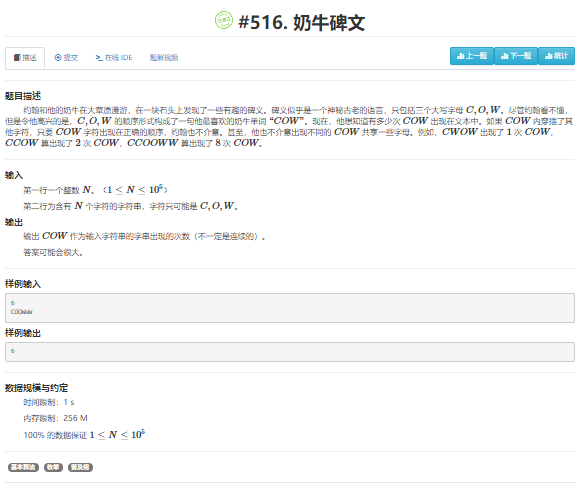 #516. 奶牛碑文
描述 提交 在线 IDE 题解视频 上一题 下一题 统计
题目描述
约翰和他的奶牛在大草原漫游，在一块石头上发现了一些有趣的碑文。碑文似乎是一个神秘古老的语言，只包括三个大写字母 C, O, W。尽管约翰看不懂，
但是令他高兴的是，C, O, W 的顺序形式构成了一句他最喜欢的奶牛单词 “COW”。现在，他想知道有多少次 COW 出现在文本中。如果 COW 内穿插了其
他字符，只要 COW 字符出现在正确的顺序，约翰也不介意。甚至，他也不介意出现不同的 COW 共享一些字母。例如，CWOW 出现了 1 次 COW，
CCOW 算出现了 2 次 COW，CCOOWW 算出现了 8 次 COW。
输入
第一行一个整数 N。（1 ≤ N ≤ 10⁵）
第二行为含有 N 个字符的字符串，字符只可能是 C, O, W。
输出
输出 COW 作为输入字符串的字串出现的次数（不一定是连续的）。
答案可能会很大。
样例输入
6
COOWWW
样例输出
6
数据规模与约定
时间限制：1 s
内存限制：256 M
100% 的数据保证 1 ≤ N ≤ 10⁵
基本算法 枚举 普及组